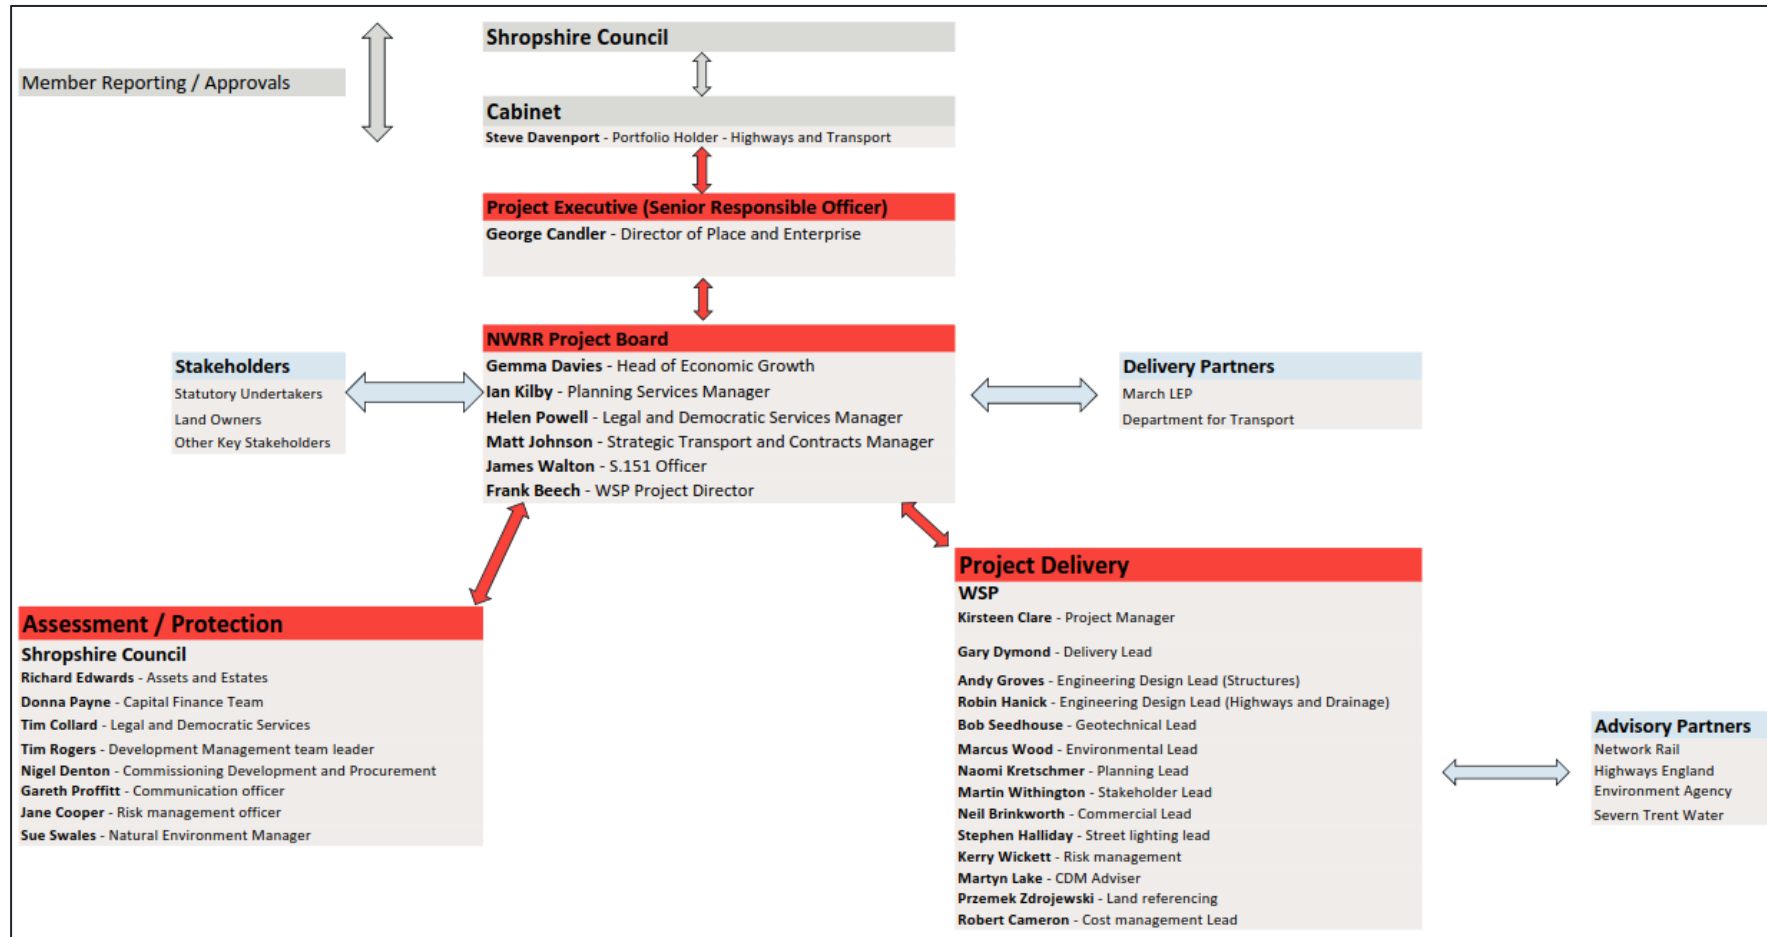 Shropshire Council
Member Reporting / Approvals
Cabinet
Steve Davenport - Portfolio Holder - Highways and Transport
Project Executive (Senior Responsible Officer)
George Candler - Director of Place and Enterprise
NWRR Project Board
Gemma Davies - Head of Economic Growth
Ian Kilby - Planning Services Manager
Helen Powell - Legal and Democratic Services Manager
Matt Johnson - Strategic Transport and Contracts Manager
James Walton - S.151 Officer
Frank Beech - WSP Project Director
Stakeholders
Statutory Undertakers
Land Owners
Other Key Stakeholders
Delivery Partners
March LEP
Department for Transport
Assessment / Protection
Shropshire Council
Richard Edwards - Assets and Estates
Donna Payne - Capital Finance Team
Tim Collard - Legal and Democratic Services
Tim Rogers - Development Management team leader
Nigel Denton - Commissioning Development and Procurement
Gareth Proffitt - Communication officer
Jane Cooper - Risk management officer
Sue Swales - Natural Environment Manager
Project Delivery
WSP
Kirsteen Clare - Project Manager
Gary Dymond - Delivery Lead
Andy Groves - Engineering Design Lead (Structures)
Robin Hanick - Engineering Design Lead (Highways and Drainage)
Bob Seedhouse - Geotechnical Lead
Marcus Wood - Environmental Lead
Naomi Kretschmer - Planning Lead
Martin Withington - Stakeholder Lead
Neil Brinkworth - Commercial Lead
Stephen Halliday - Street lighting lead
Kerry Wickett - Risk management
Martyn Lake - CDM Adviser
Przemek Zdrojewski - Land referencing
Robert Cameron - Cost management Lead
Advisory Partners
Network Rail
Highways England
Environment Agency
Severn Trent Water